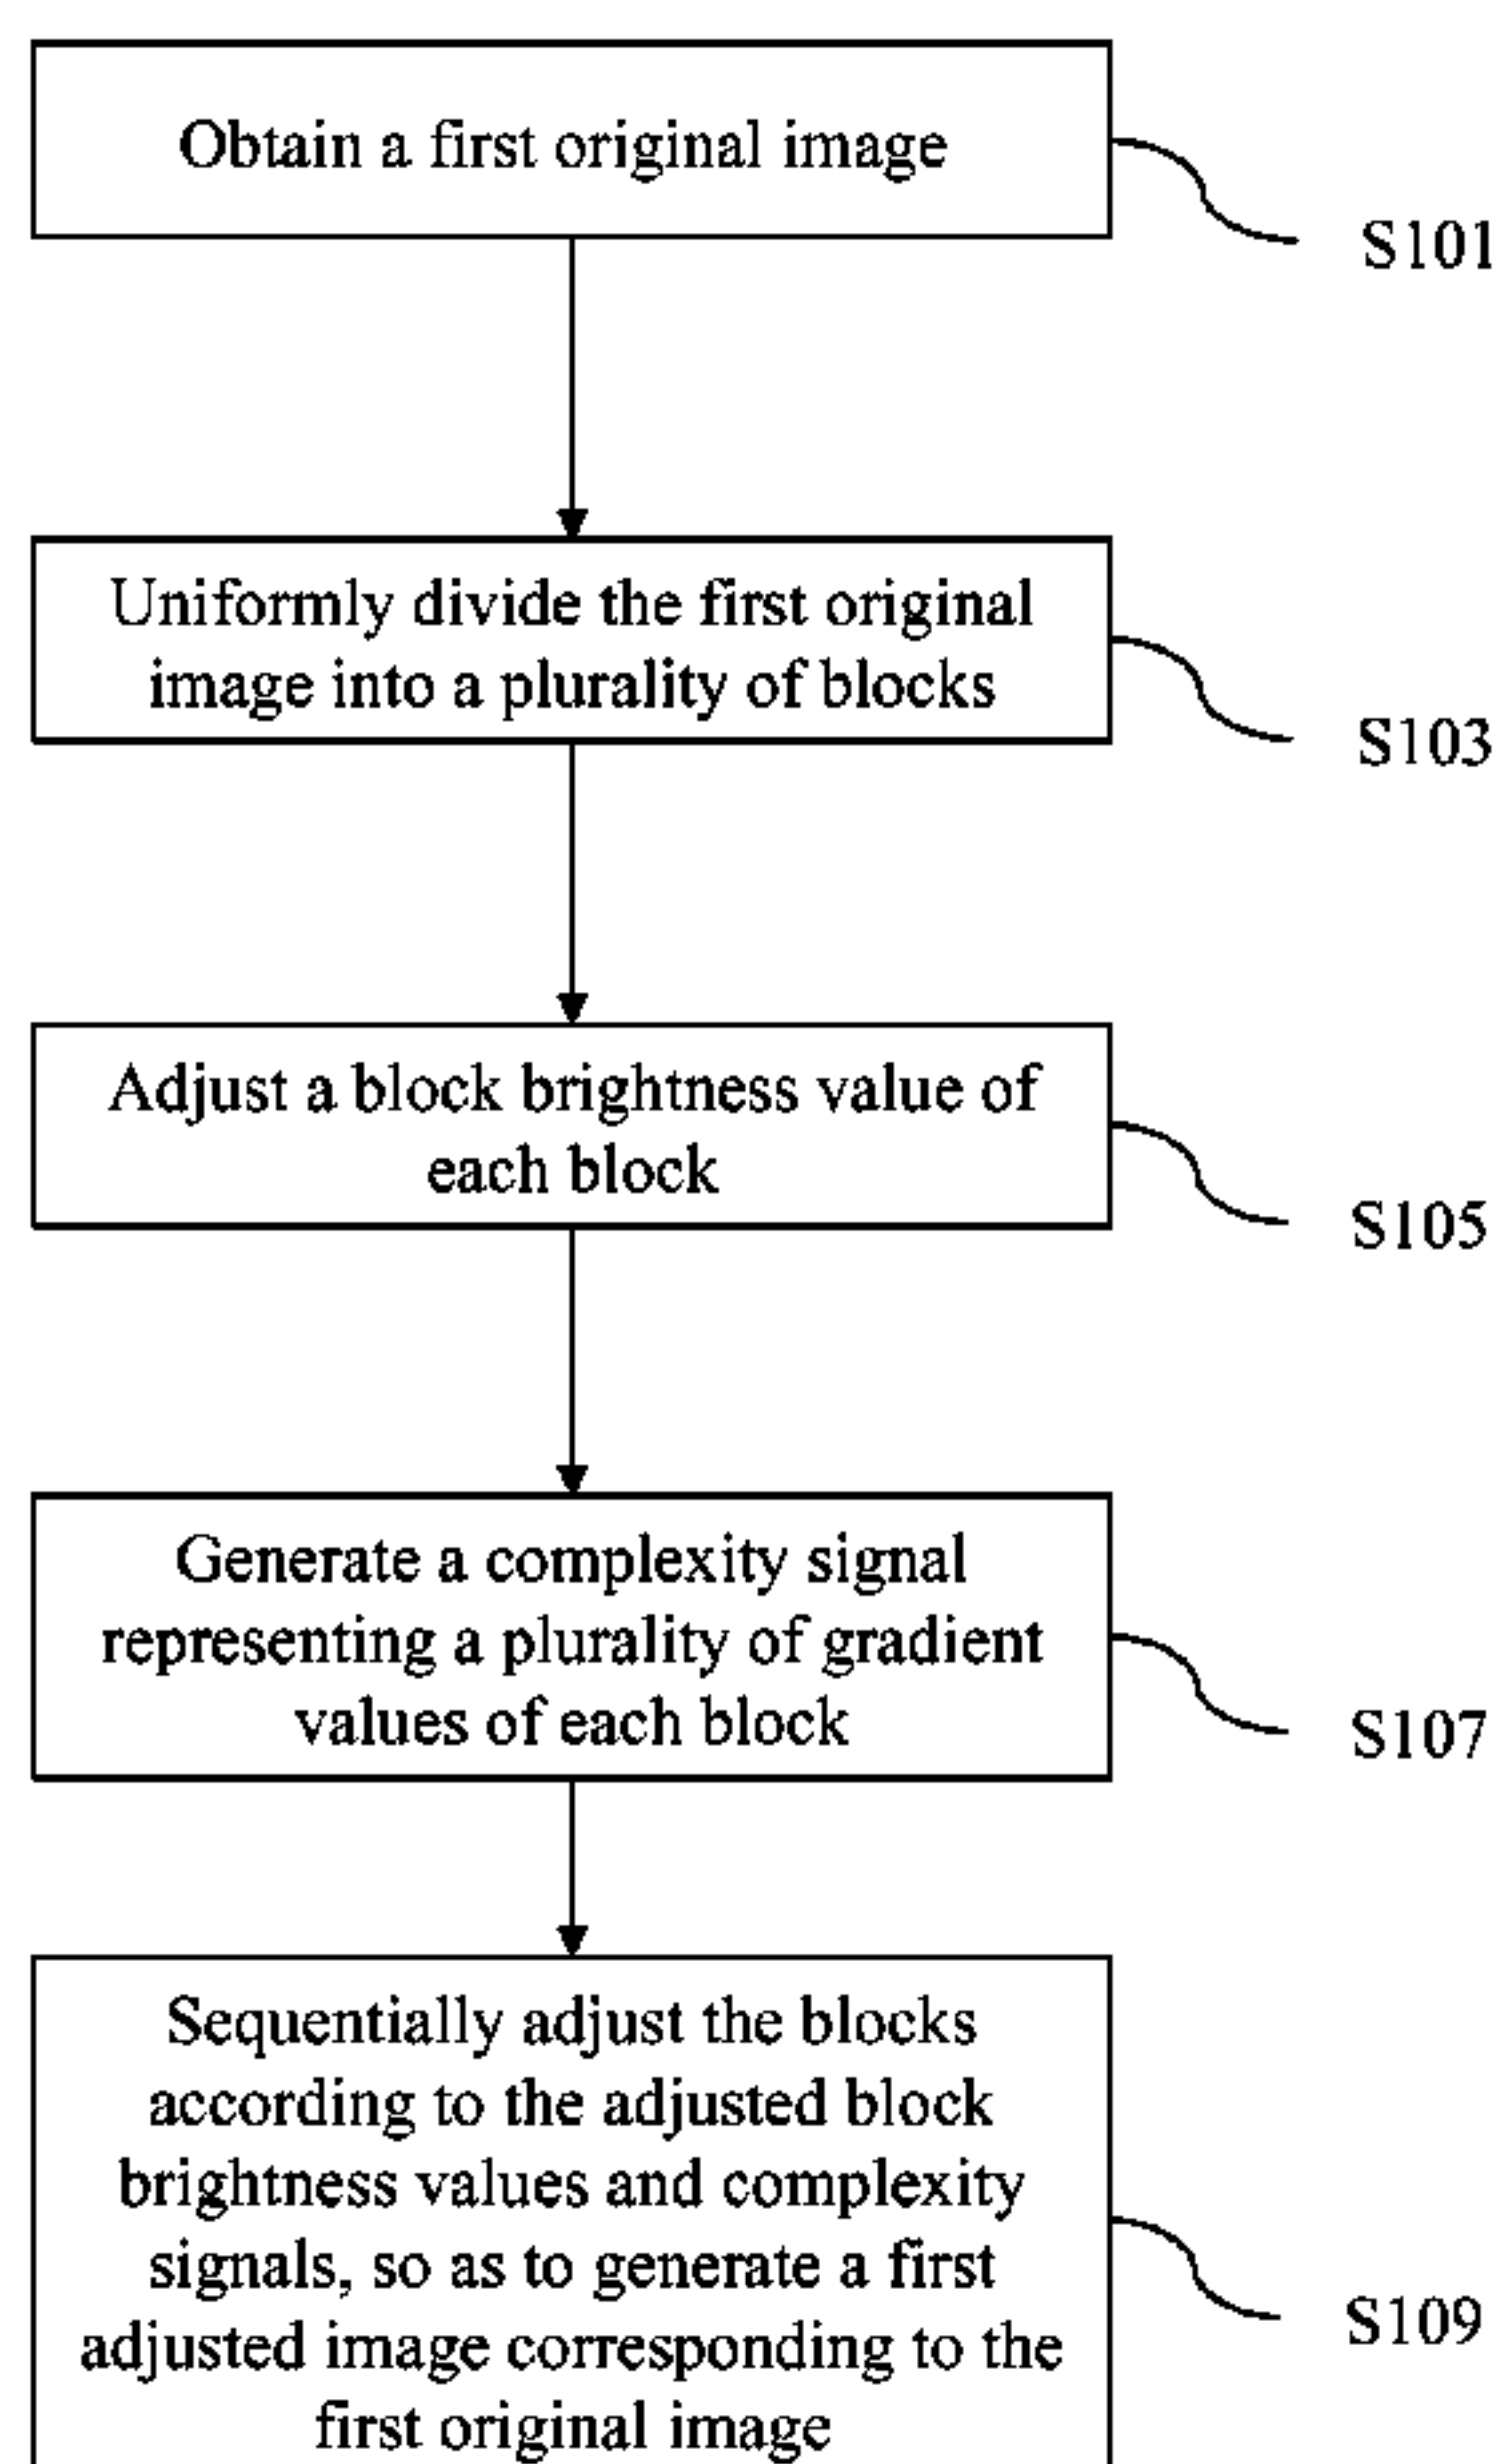 Obtain a first original image
S101
Uniformly divide the first original
image into a plurality of blocks
S103
Adjust a block brightness value of
each block
S105
Generate a complexity signal
representing a plurality of gradient
values of each block
S107
Sequentially adjust the blocks
according to the adjusted block
brightness values and complexity
signals, so as to generate a first
adjusted image corresponding to the
first original image
S109